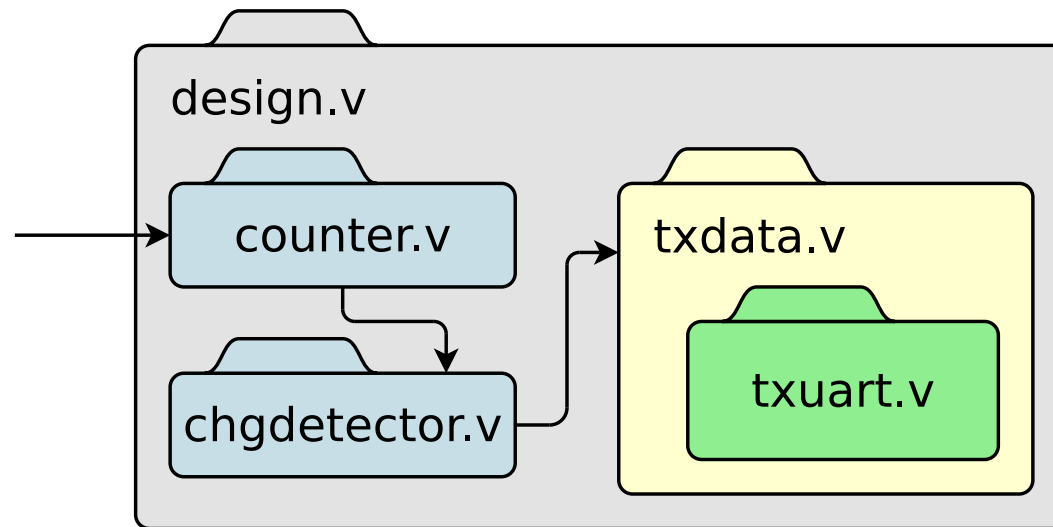 design.v
counter.v
txdata.v
txuart.v
chgdetector.v